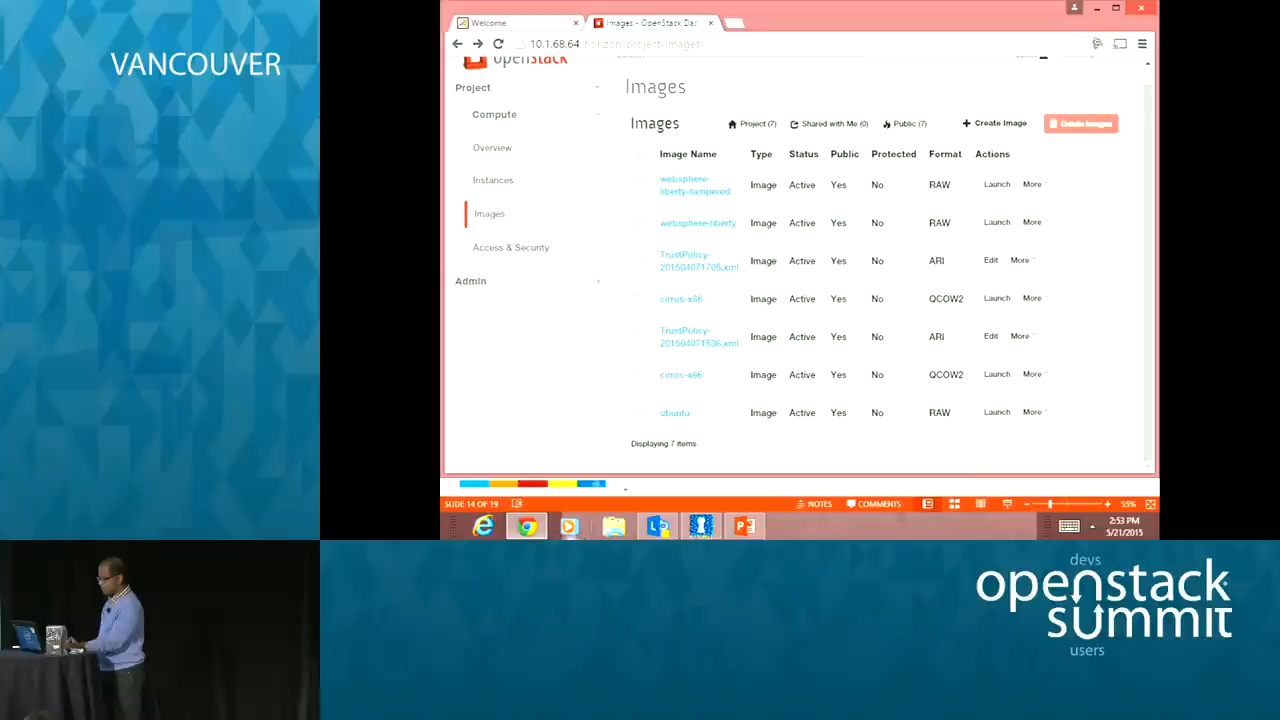 VANCOUVER
Welcome
Images - OpenStack Das
10.1.68.64 horizon project images
openstack
Project
Compute
Overview
Instances
Images
Access & Security
Admin
Images
Images
Project (7)
Shared with Me (0)
Public (7)
Create Image
Delete Images
Image Name Type Status Public Protected Format Actions
websphere-
liberty-tampered Image Active Yes No RAW Launch More
websphere-liberty Image Active Yes No RAW Launch More
TrustPolicy-
201504071705.xml Image Active Yes No ARI Edit More
cirros-x86 Image Active Yes No QCOW2 Launch More
TrustPolicy-
201504071536.xml Image Active Yes No ARI Edit More
cirros-x86 Image Active Yes No QCOW2 Launch More
ubuntu Image Active Yes No RAW Launch More
Displaying 7 items
SLIDE 14 OF 19
NOTES
COMMENTS
55%
2:53 PM
5/21/2015
devs
openstack
summit
users